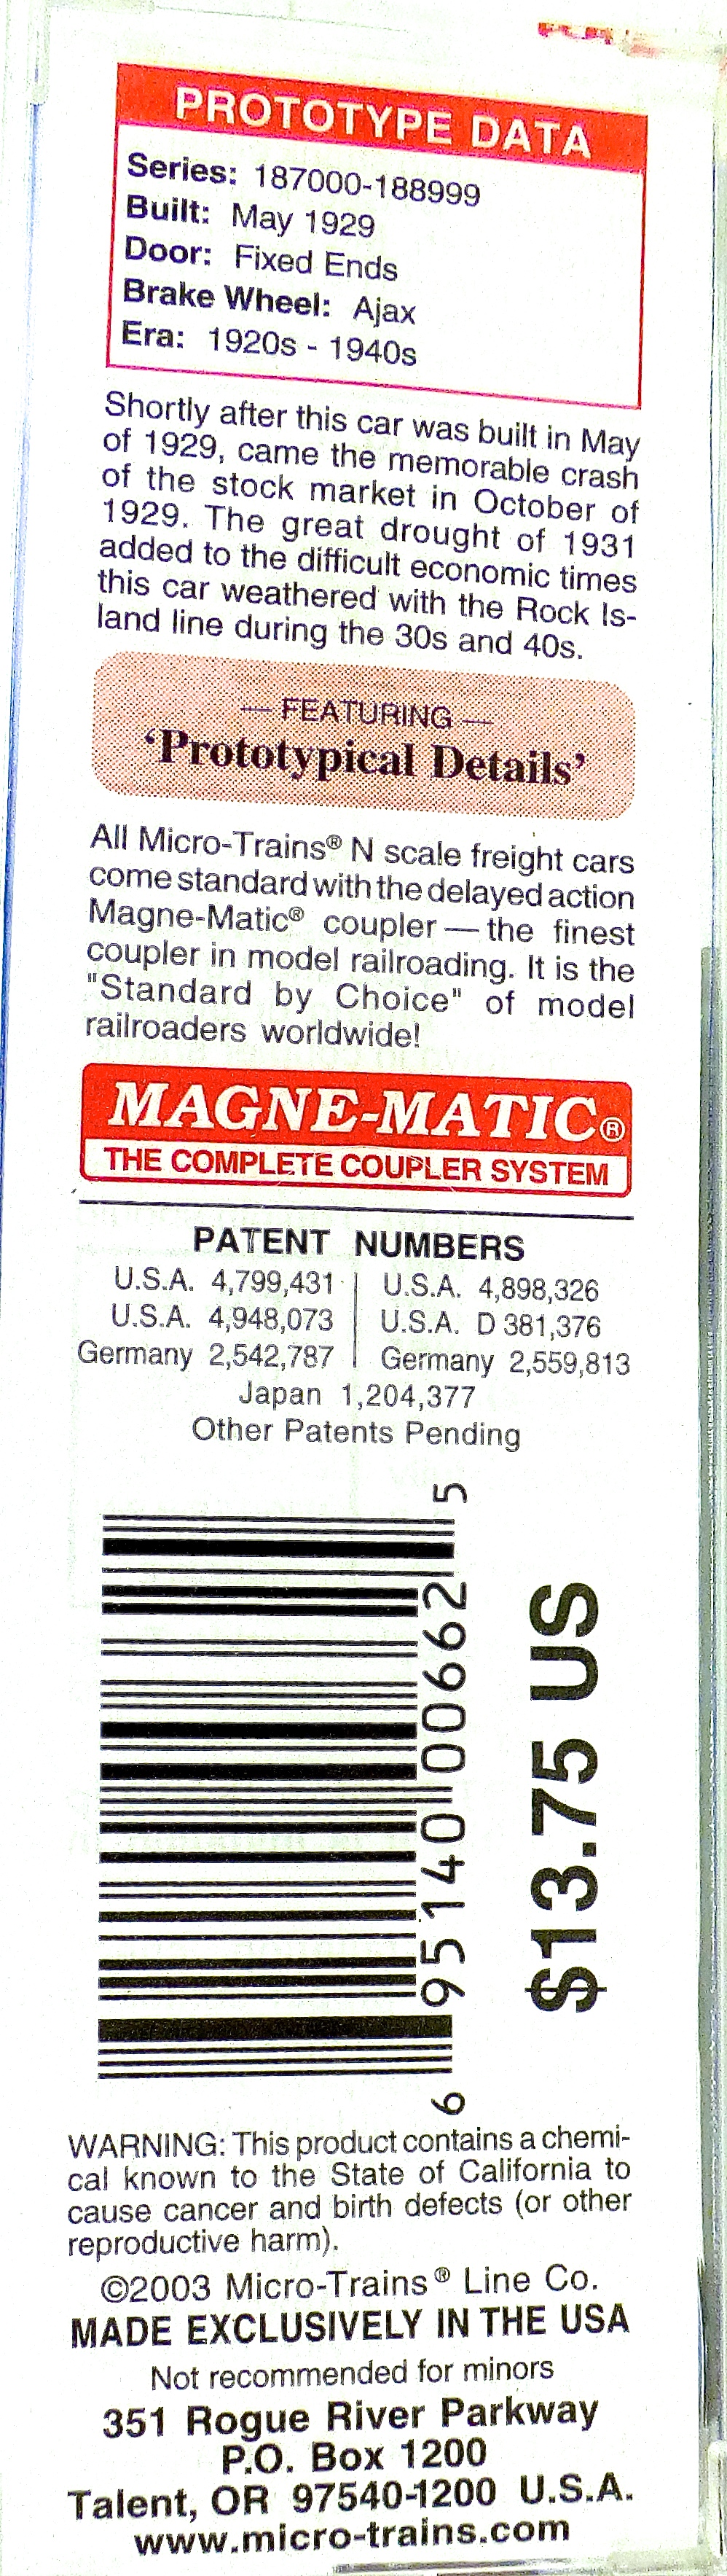 PROTOTYPE DATA
Series: 187000-188999
Built: May 1929
Door: Fixed Ends
Brake Wheel: Ajax
Era: 1920s - 1940s
Shortly after this car was built in May
of 1929, came the memorable crash
of the stock market in October of
1929. The great drought of 1931
added to the difficult economic times
this car weathered with the Rock Is-
land line during the 30s and 40s.
— FEATURING —
‘Prototypical Details’
All Micro-Trains® N scale freight cars
come standard with the delayed action
Magne-Matic® coupler — the finest
coupler in model railroading. It is the
"Standard by Choice" of model
railroaders worldwide!
MAGNE-MATIC®
THE COMPLETE COUPLER SYSTEM
PATENT NUMBERS
U.S.A. 4,799,431 | U.S.A. 4,898,326
U.S.A. 4,948,073 | U.S.A. D 381,376
Germany 2,542,787 | Germany 2,559,813
Japan 1,204,377
Other Patents Pending
6 95140 00662 5
$13.75 US
WARNING: This product contains a chemi-
cal known to the State of California to
cause cancer and birth defects (or other
reproductive harm).
©2003 Micro-Trains® Line Co.
MADE EXCLUSIVELY IN THE USA
Not recommended for minors
351 Rogue River Parkway
P.O. Box 1200
Talent, OR 97540-1200 U.S.A.
www.micro-trains.com